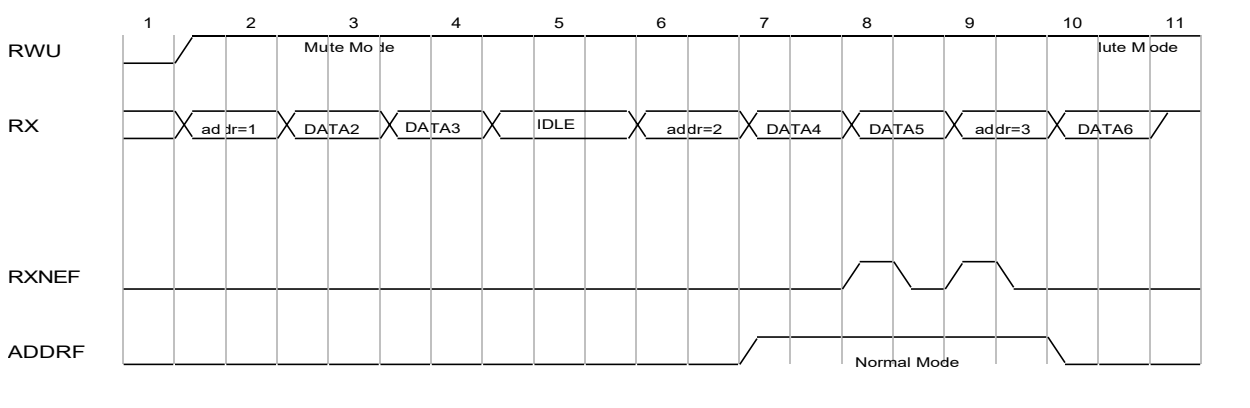 1 2 3 4 5 6 7 8 9 10 11
RWU Mute Mode lute Mode
RX addr=1 DATA2 DATA3 IDLE addr=2 DATA4 DATA5 addr=3 DATA6
RXNEF
ADDRF Normal Mode